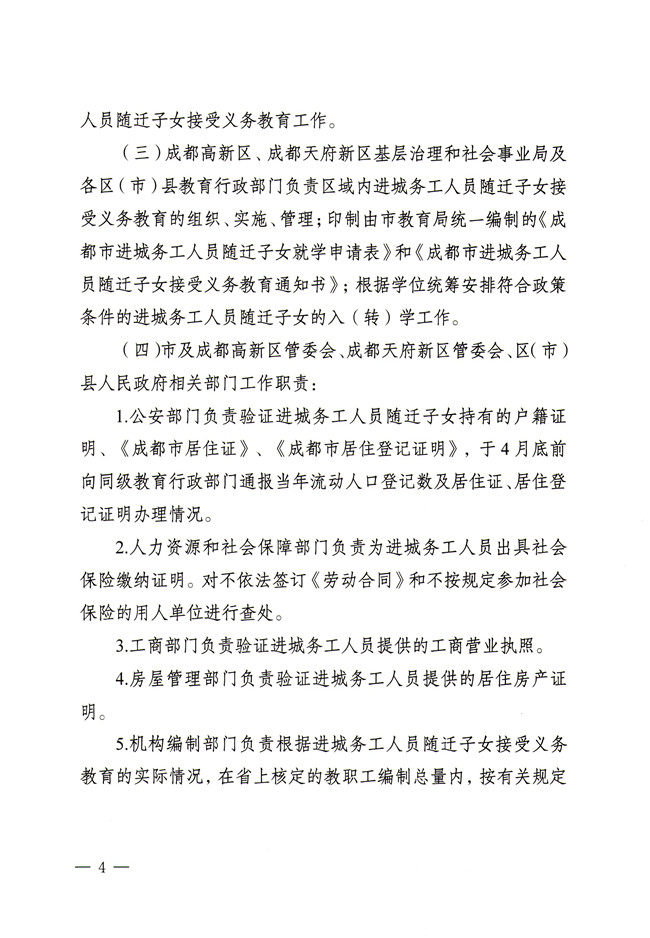 人员随迁子女接受义务教育工作。
（三）成都高新区、成都天府新区基层治理和社会事业局及
各区（市）县教育行政部门负责区域内进城务工人员随迁子女接
受义务教育的组织、实施、管理；印制由市教育局统一编制的《成
都市进城务工人员随迁子女就学申请表》和《成都市进城务工人
员随迁子女接受义务教育通知书》；根据学位统筹安排符合政策
条件的进城务工人员随迁子女的入（转）学工作。
（四）市及成都高新区管委会、成都天府新区管委会、区（市）
县人民政府相关部门工作职责：
1.公安部门负责验证进城务工人员随迁子女持有的户籍证
明、《成都市居住证》、《成都市居住登记证明》，于4月底前
向同级教育行政部门通报当年流动人口登记数及居住证、居住登
记证明办理情况。
2.人力资源和社会保障部门负责为进城务工人员出具社会
保险缴纳证明。对不依法签订《劳动合同》和不按规定参加社会
保险的用人单位进行查处。
3.工商部门负责验证进城务工人员提供的工商营业执照。
4.房屋管理部门负责验证进城务工人员提供的居住房产证
明。
5.机构编制部门负责根据进城务工人员随迁子女接受义务
教育的实际情况，在省上核定的教职工编制总量内，按有关规定
— 4 —